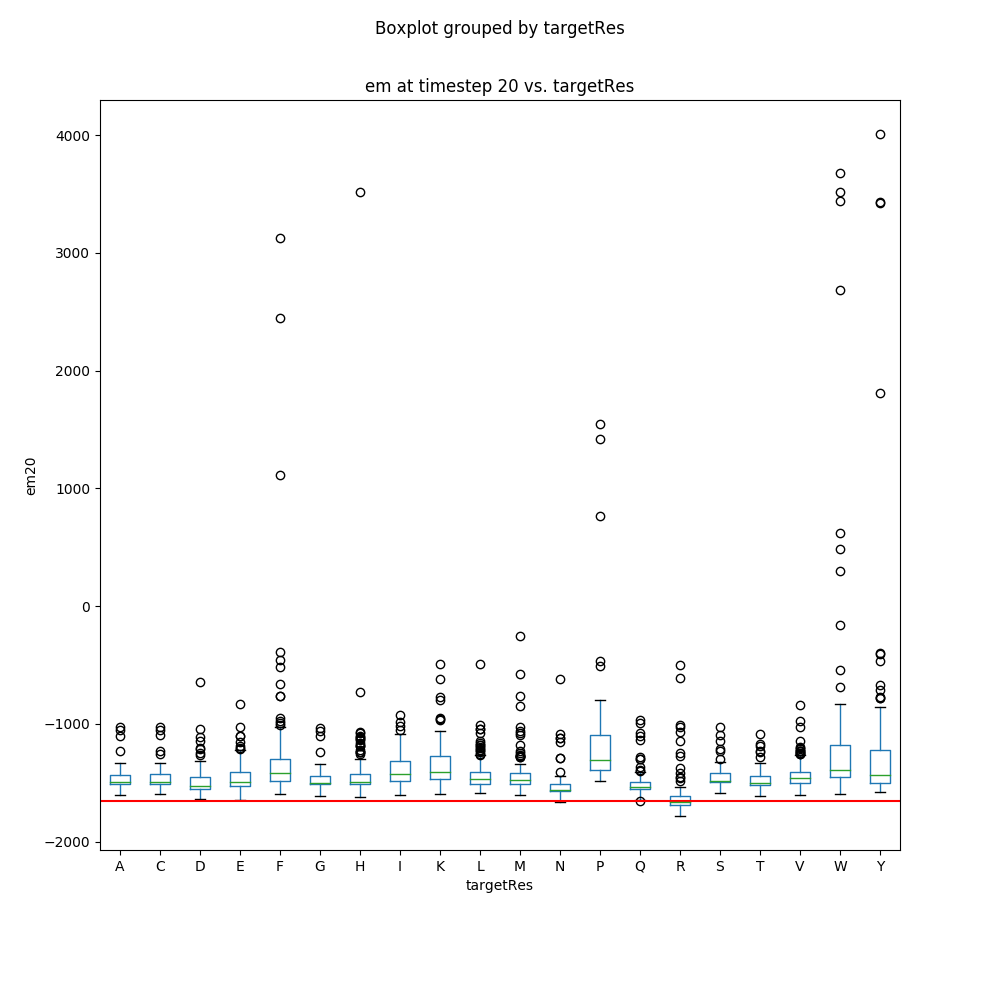 Boxplot grouped by targetRes
em at timestep 20 vs. targetRes
4000
3000
2000
1000
0
−1000
−2000
em20
A C D E F G H I K L M N P Q R S T V W Y
targetRes